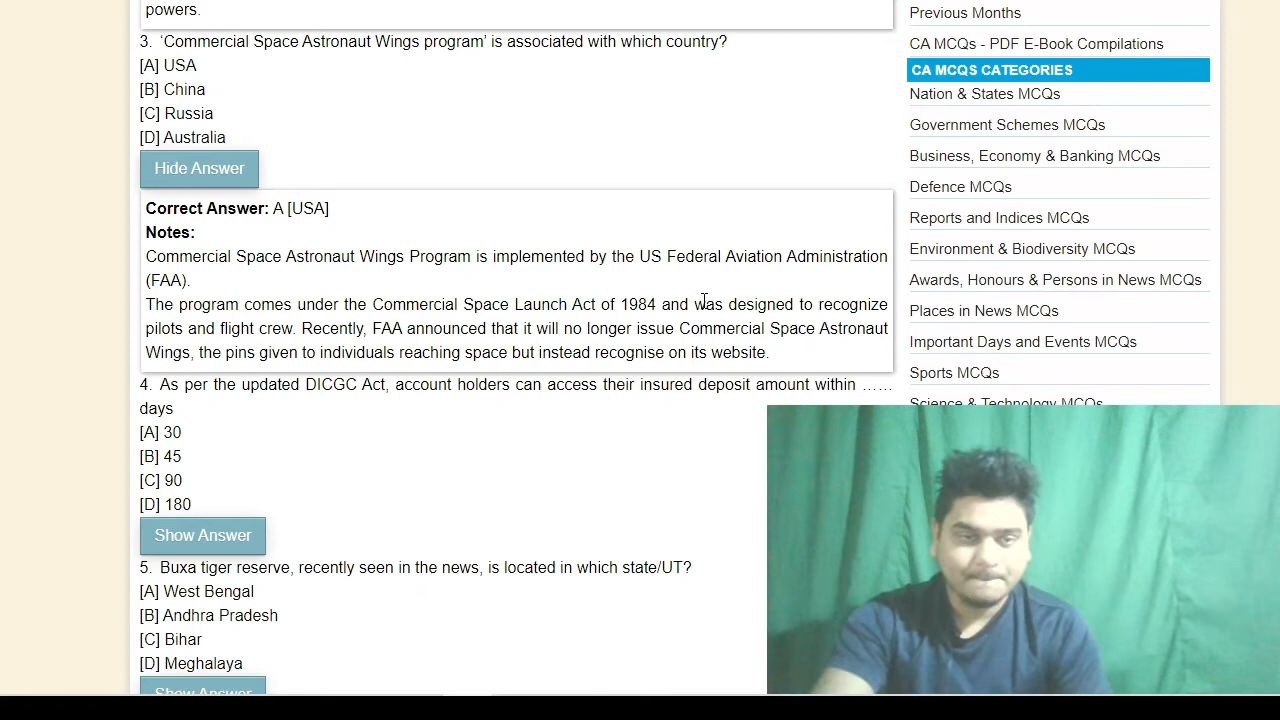 powers.
3. ‘Commercial Space Astronaut Wings program’ is associated with which country?
[A] USA
[B] China
[C] Russia
[D] Australia
Hide Answer
Correct Answer: A [USA]
Notes:
Commercial Space Astronaut Wings Program is implemented by the US Federal Aviation Administration
(FAA).
The program comes under the Commercial Space Launch Act of 1984 and was designed to recognize
pilots and flight crew. Recently, FAA announced that it will no longer issue Commercial Space Astronaut
Wings, the pins given to individuals reaching space but instead recognise on its website.
4. As per the updated DICGC Act, account holders can access their insured deposit amount within ……
days
[A] 30
[B] 45
[C] 90
[D] 180
Show Answer
5. Buxa tiger reserve, recently seen in the news, is located in which state/UT?
[A] West Bengal
[B] Andhra Pradesh
[C] Bihar
[D] Meghalaya
Show Answer
Previous Months
CA MCQs - PDF E-Book Compilations
CA MCQS CATEGORIES
Nation & States MCQs
Government Schemes MCQs
Business, Economy & Banking MCQs
Defence MCQs
Reports and Indices MCQs
Environment & Biodiversity MCQs
Awards, Honours & Persons in News MCQs
Places in News MCQs
Important Days and Events MCQs
Sports MCQs
Science & Technology MCQs